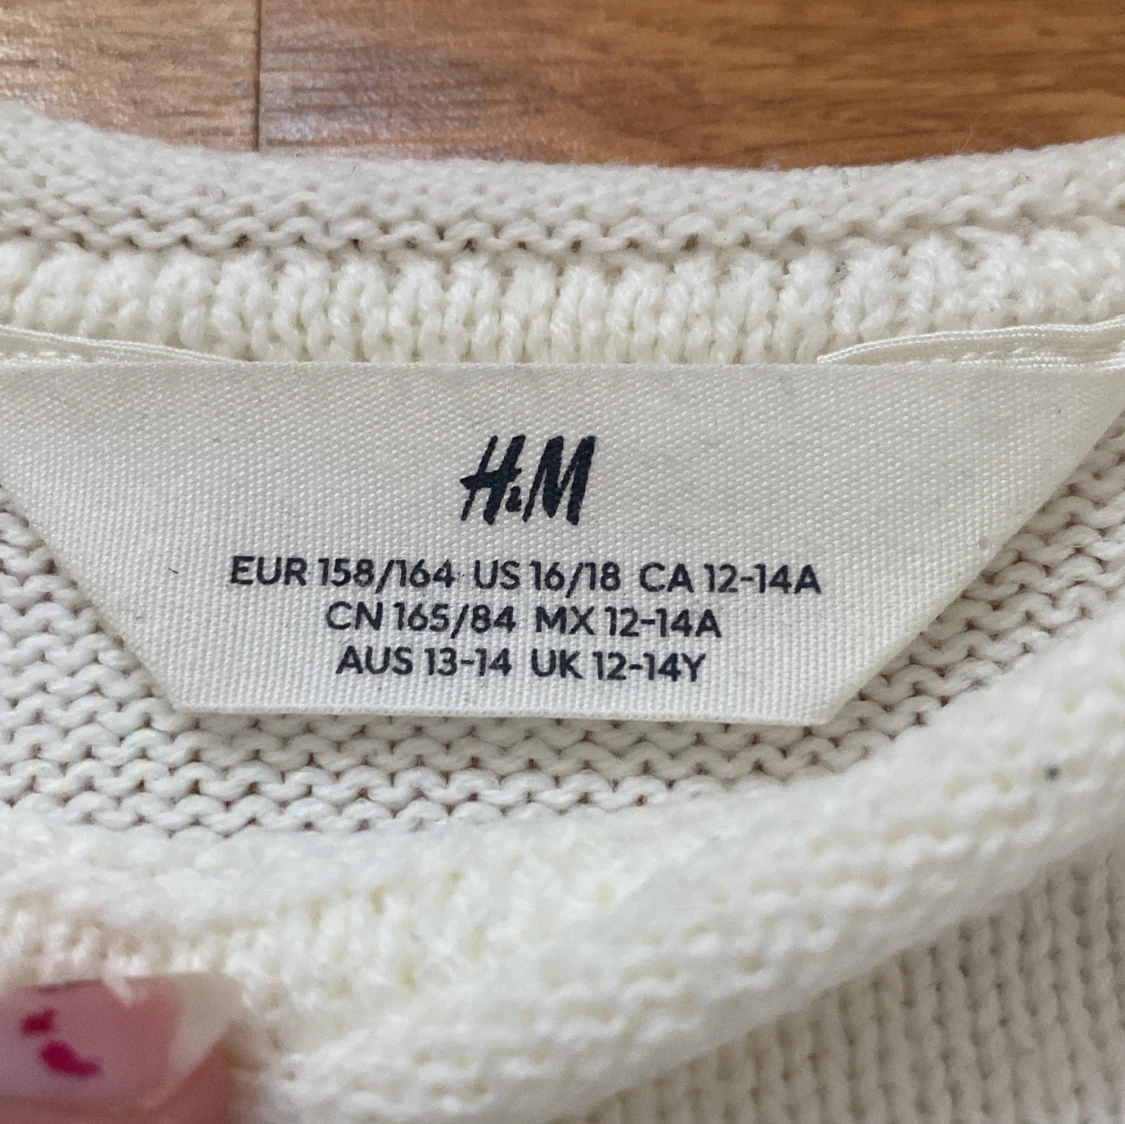 H&M
EUR 158/164 US 16/18 CA 12-14A
CN 165/84 MX 12-14A
AUS 13-14 UK 12-14Y